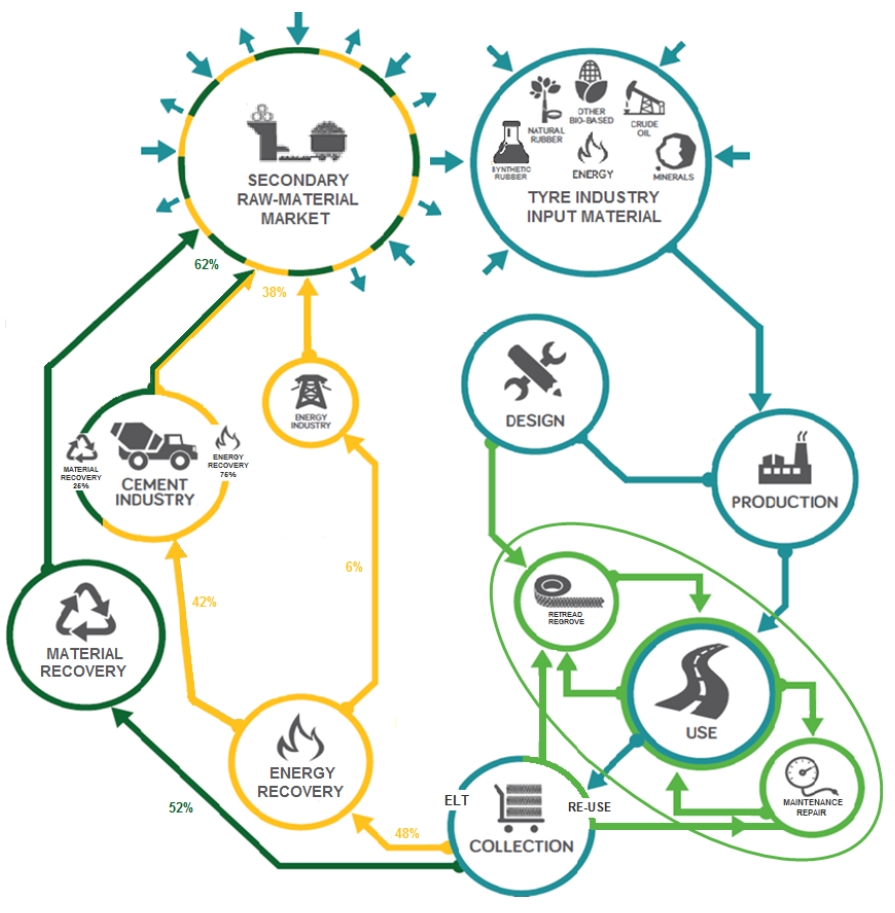 SECONDARY
RAW-MATERIAL
MARKET
NATURAL
RUBBER
OTHER
BIO-BASED
CRUDE
OIL
SYNTHETIC
RUBBER
ENERGY
MINERALS
TYRE INDUSTRY
INPUT MATERIAL
62%
38%
DESIGN
ENERGY
INDUSTRY
MATERIAL
RECOVERY
25%
CEMENT
INDUSTRY
ENERGY
RECOVERY
75%
PRODUCTION
6%
42%
RETREAD
REGROVE
MATERIAL
RECOVERY
USE
ENERGY
RECOVERY
52%
48%
ELT
RE-USE
COLLECTION
MAINTENANCE
REPAIR